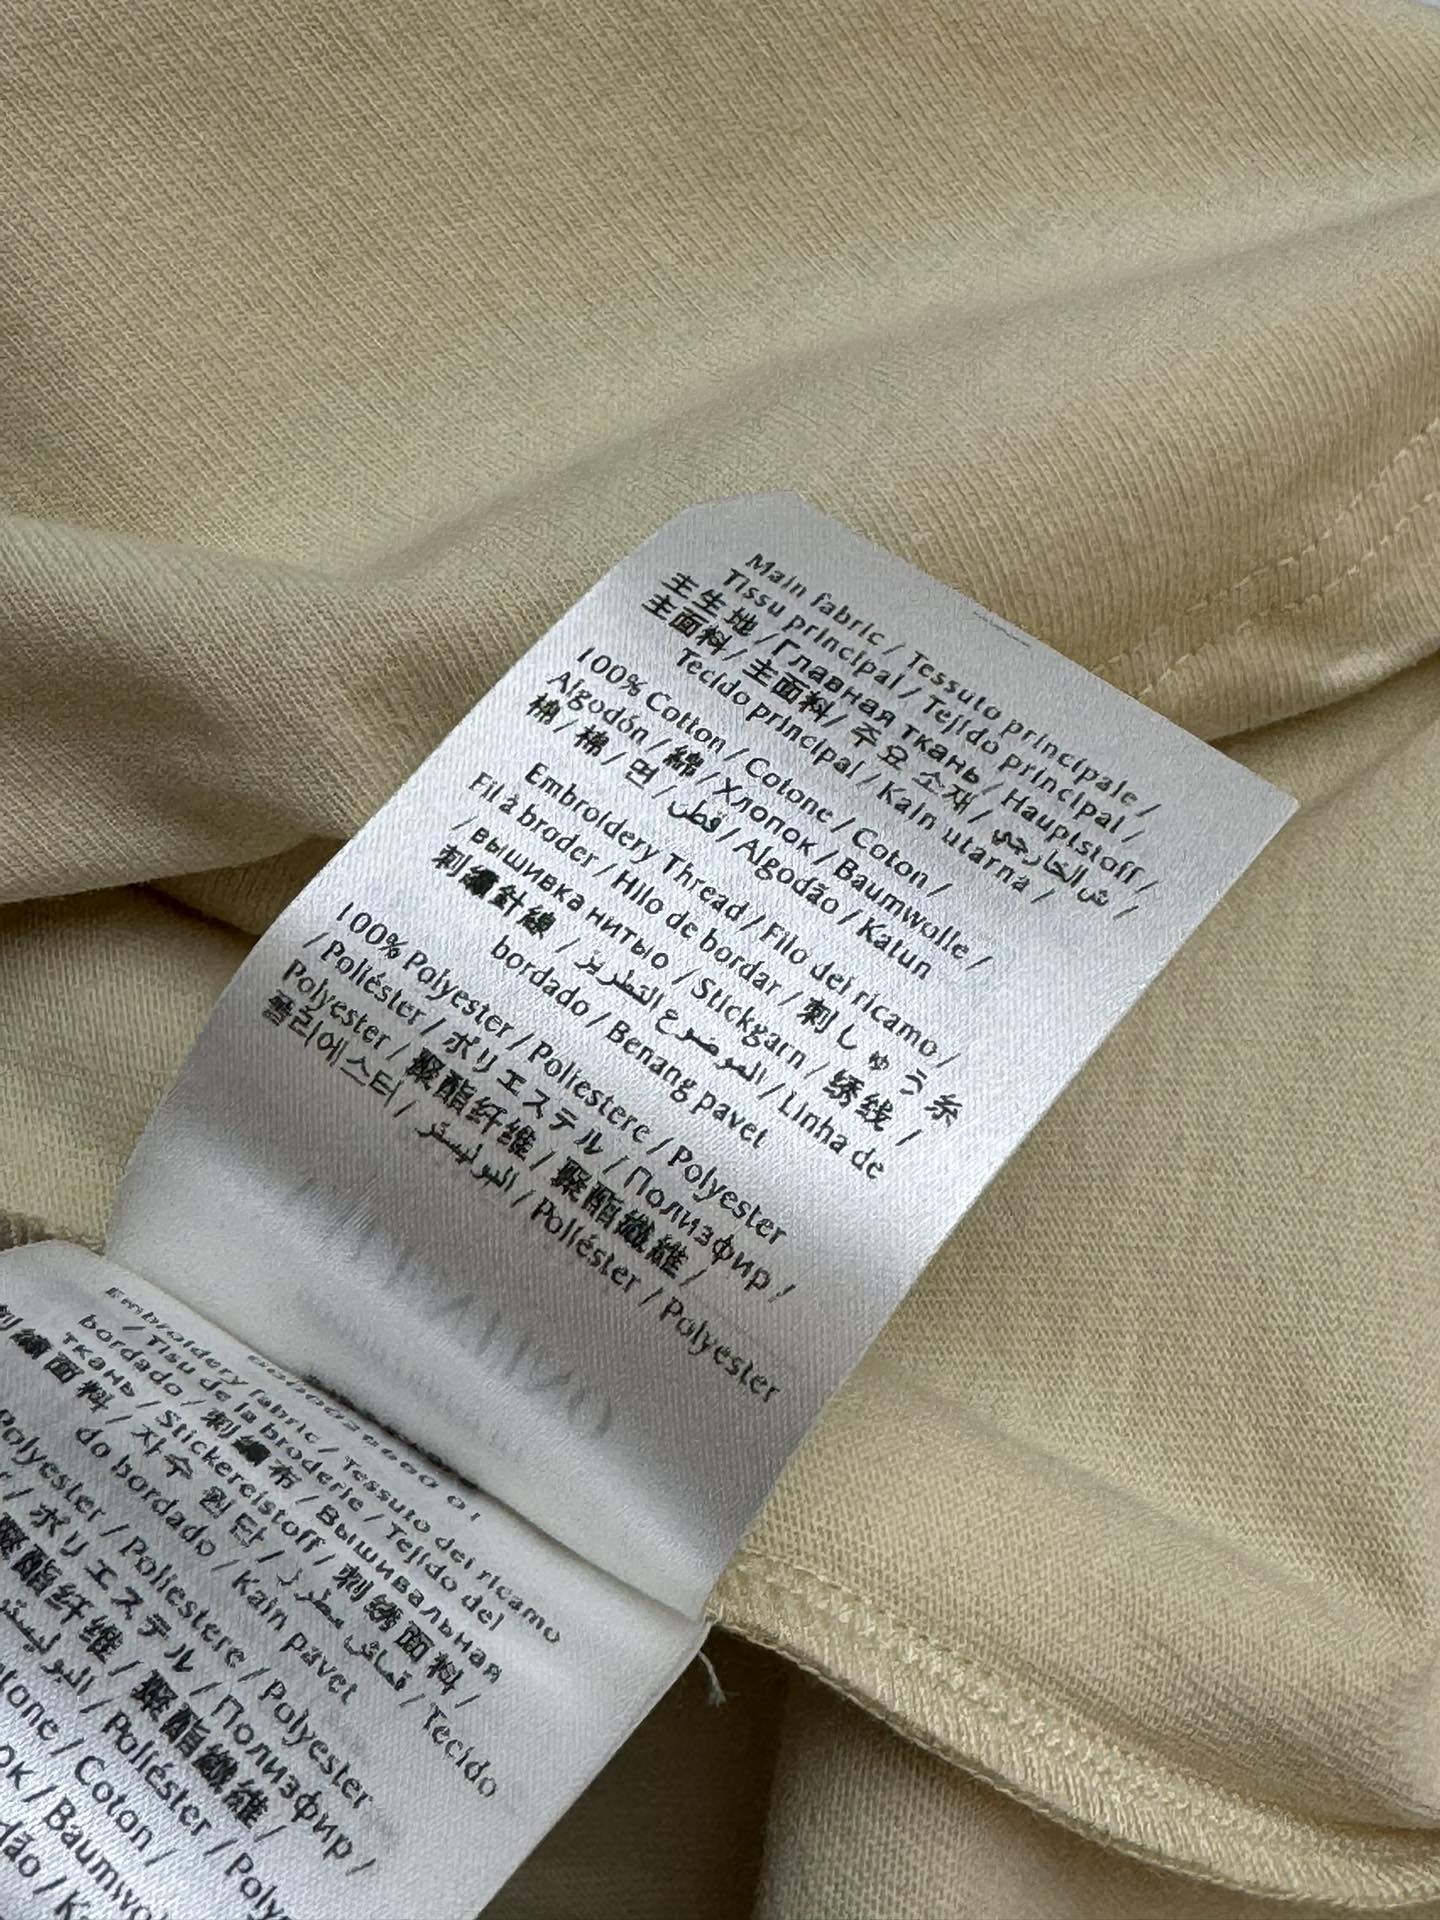 Main fabric / Tessuto principale /
Tissu principal / Tejido principal /
主生地 / Главная ткань / Hauptstoff /
主面料 / 主面料 / 주요 소재 / ش الخارجي /
Tecido principal / Kain utama /
100% Cotton / Cotone / Coton /
Algodón / 綿 / Хлопок / Baumwolle /
棉 / 棉 / 면 / قطن / Algodão / Katun
Embroidery Thread / Filo del ricamo /
Fil à broder / Hilo de bordar / 刺しゅう糸
/ вышивка нитью / Stickgarn / 绣线 /
刺繡針線 / الموضوع التطريز / Linha de
bordado / Benang pavet
100% Polyester / Poliestere / Polyester
/ Poliéster / ポリエステル / Полиэфир /
Polyester / 聚酯纤维 / 聚酯纖維 /
폴리에스터 / البوليستر / Poliéster / Polyester
Embroidery fabric / Tessuto del ricamo
/ Tisu de la broderie / Tejido del
bordado / 刺繍布 / Вышивальная
ткань / Stickereistoff / 刺绣面料 /
刺繡面料 / 자수 원단 / قماش مطرز / Tecido
do bordado / Kain pavet
Polyester / Poliestere / Polyester
/ ポリエステル / Полиэфир /
聚酯纤维 / 聚酯纖維 /
البوليستر / Poliéster /
/ Coton /
/